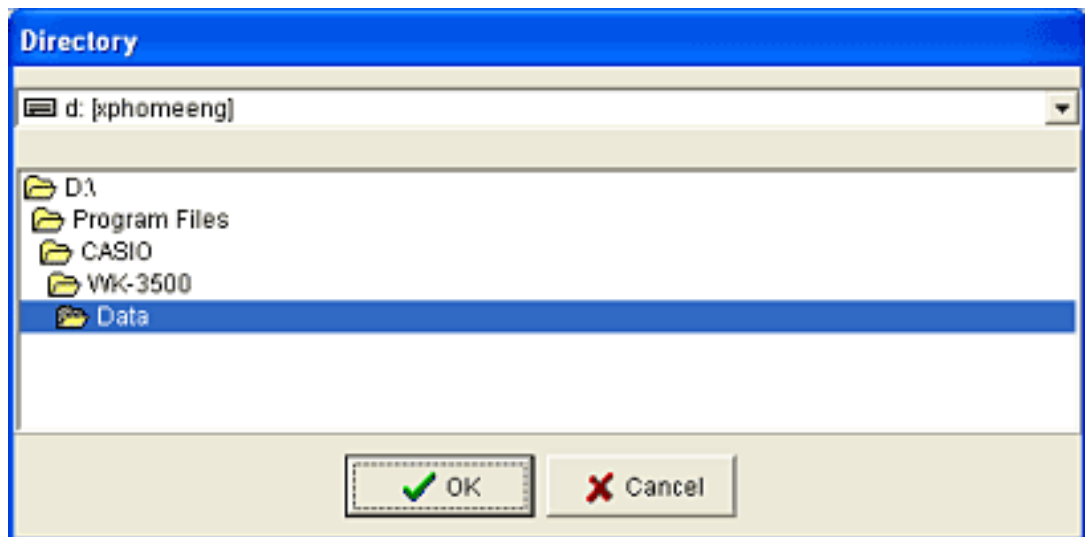 Directory
d: [xphomeeng]
D:\
Program Files
CASIO
WK-3500
Data
OK
Cancel